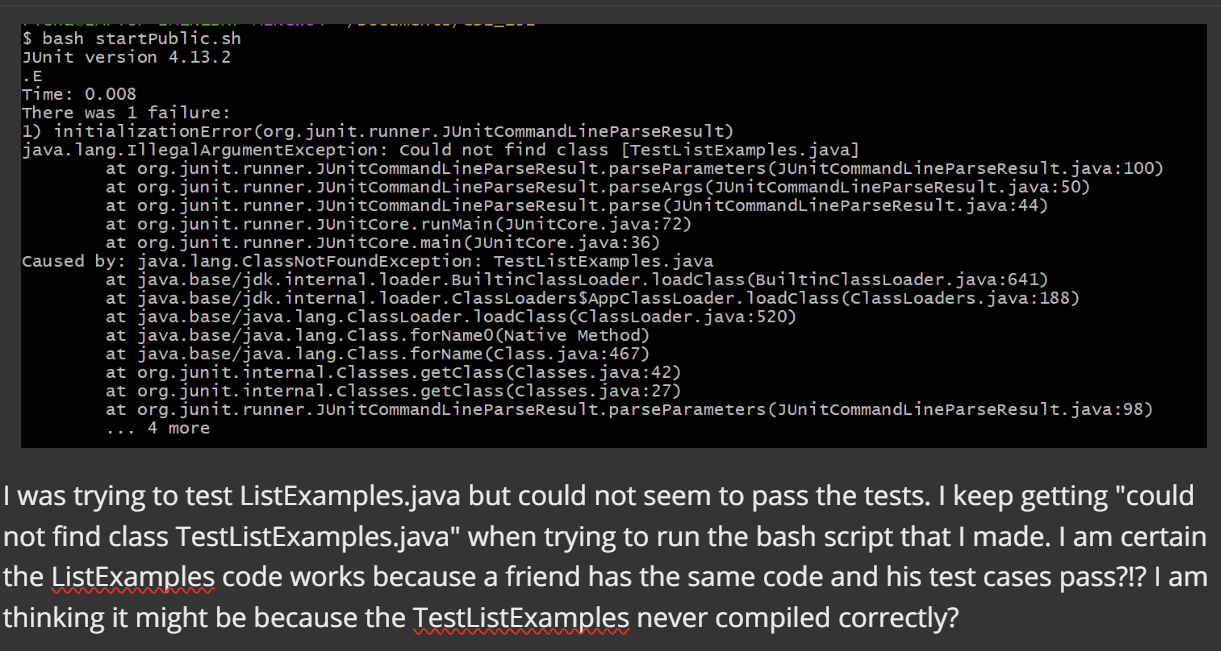 $ bash startPublic.sh
JUnit version 4.13.2
.E
Time: 0.008
There was 1 failure:
1) initializationError(org.junit.runner.JUnitCommandLineParseResult)
java.lang.IllegalArgumentException: Could not find class [TestListExamples.java]
        at org.junit.runner.JUnitCommandLineParseResult.parseParameters(JUnitCommandLineParseResult.java:100)
        at org.junit.runner.JUnitCommandLineParseResult.parseArgs(JUnitCommandLineParseResult.java:50)
        at org.junit.runner.JUnitCommandLineParseResult.parse(JUnitCommandLineParseResult.java:44)
        at org.junit.runner.JUnitCore.runMain(JUnitCore.java:72)
        at org.junit.runner.JUnitCore.main(JUnitCore.java:36)
Caused by: java.lang.ClassNotFoundException: TestListExamples.java
        at java.base/jdk.internal.loader.BuiltinClassLoader.loadClass(BuiltinClassLoader.java:641)
        at java.base/jdk.internal.loader.ClassLoaders$AppClassLoader.loadClass(ClassLoaders.java:188)
        at java.base/java.lang.ClassLoader.loadClass(ClassLoader.java:520)
        at java.base/java.lang.Class.forName0(Native Method)
        at java.base/java.lang.Class.forName(Class.java:467)
        at org.junit.internal.Classes.getClass(Classes.java:42)
        at org.junit.internal.Classes.getClass(Classes.java:27)
        at org.junit.runner.JUnitCommandLineParseResult.parseParameters(JUnitCommandLineParseResult.java:98)
        ... 4 more
I was trying to test ListExamples.java but could not seem to pass the tests. I keep getting "could
not find class TestListExamples.java" when trying to run the bash script that I made. I am certain
the ListExamples code works because a friend has the same code and his test cases pass?!? I am
thinking it might be because the TestListExamples never compiled correctly?